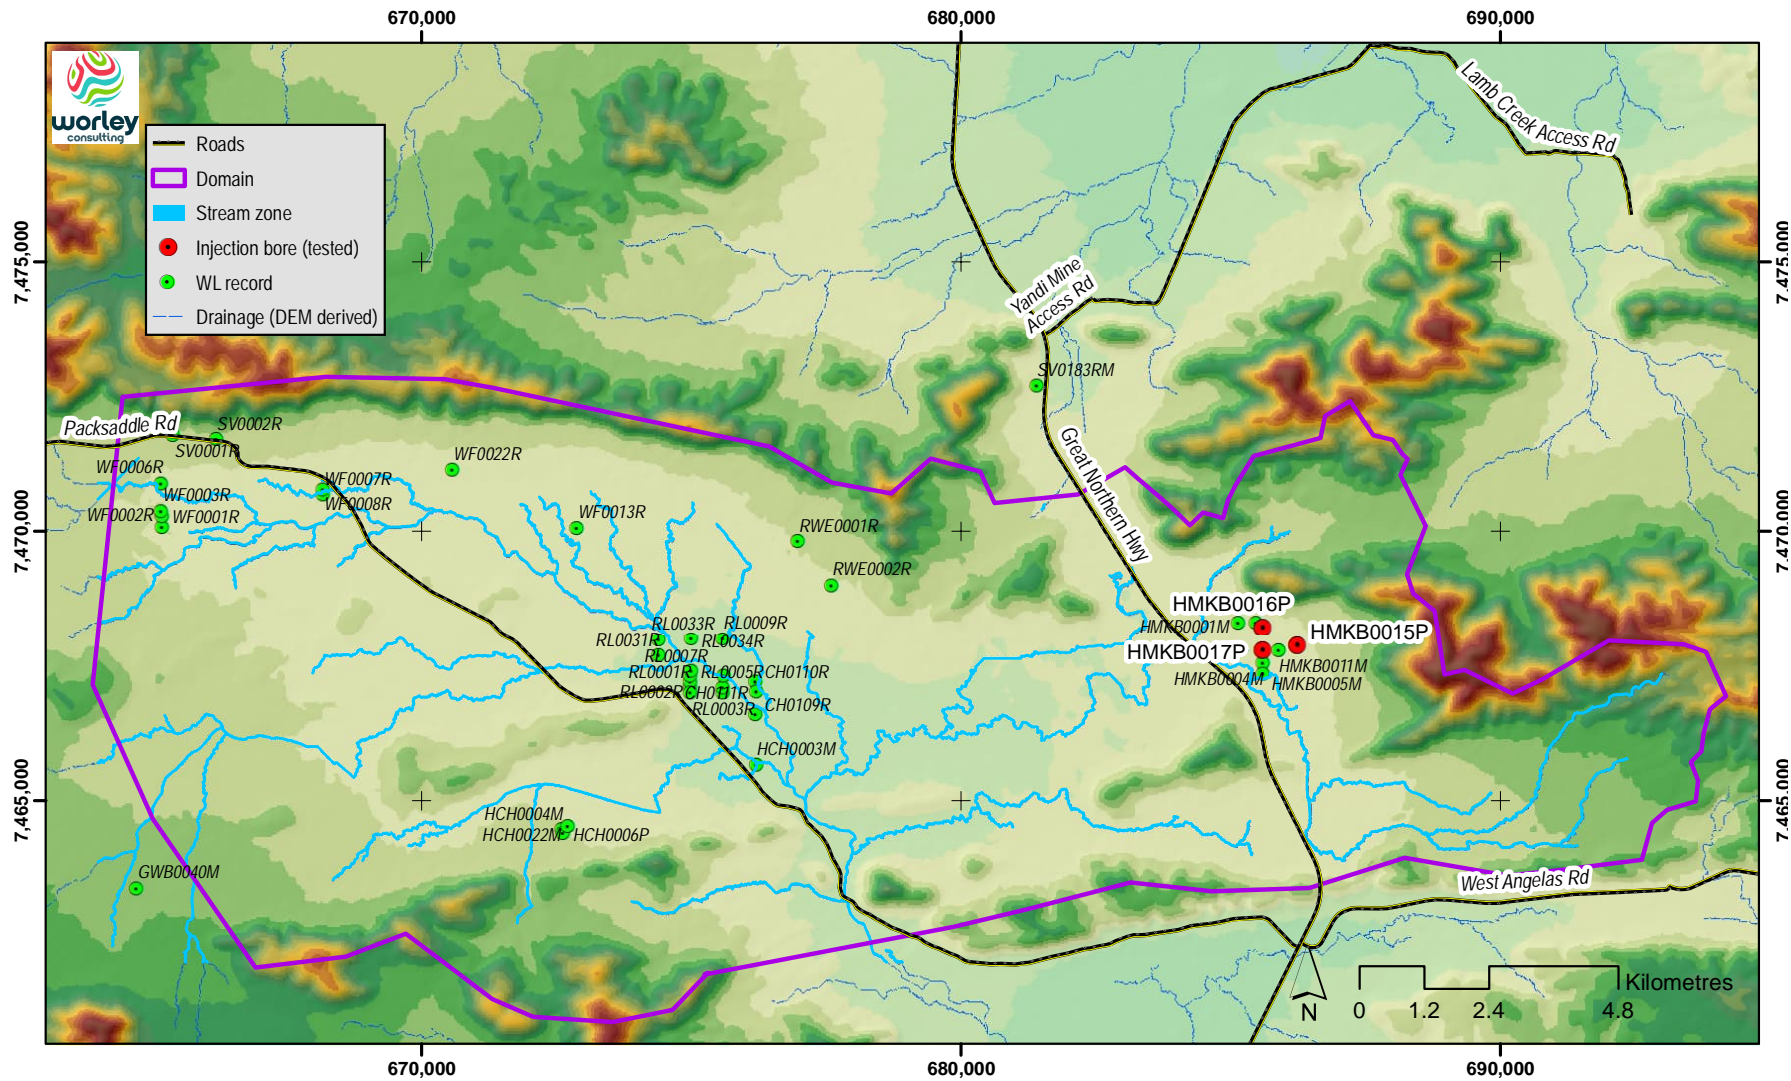 670,000
680,000
690,000
worley
consulting
Roads
Domain
Stream zone
Injection bore (tested)
WL record
Drainage (DEM derived)
Lamb Creek Access Rd
7,475,000
7,475,000
Yandi Mine
Access Rd
SV0183RM
Packsaddle Rd
SV0002R
SV0001R
Great Northern Hwy
WF0022R
WF0006R
WF0007R
WF0003R
WF0008R
WF0002R
WF0001R
WF0013R
RWE0001R
7,470,000
7,470,000
RWE0002R
HMKB0016P
RL0033R
RL0009R
HMKB0001M
HMKB0015P
RL0031R
RL0034R
HMKB0017P
RL0007R
HMKB0011M
RL0001R
RL0005R
CH0110R
HMKB0004M
HMKB0005M
RL0002R
CH0111R
RL0003R
CH0109R
HCH0003M
7,465,000
7,465,000
HCH0004M
HCH0022M
HCH0006P
GWB0040M
West Angelas Rd
Kilometres
N
0
1.2
2.4
4.8
670,000
680,000
690,000